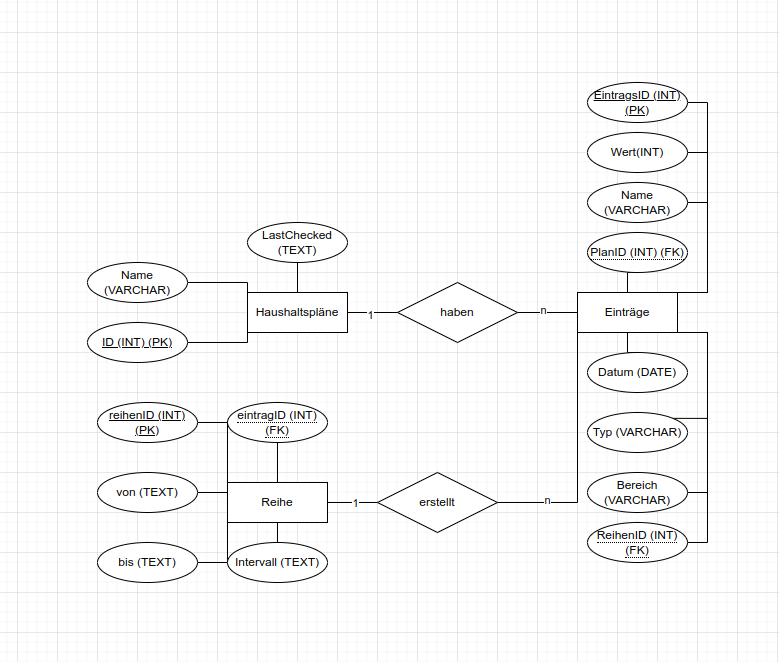 EintragsID (INT)
(PK)
Wert(INT)
Name
(VARCHAR)
PlanID (INT) (FK)
LastChecked
(TEXT)
Name
(VARCHAR)
ID (INT) (PK)
Haushaltspläne
1
haben
n
Einträge
Datum (DATE)
Typ (VARCHAR)
Bereich
(VARCHAR)
ReihenID (INT)
(FK)
reihenID (INT)
(PK)
eintragID (INT)
(FK)
von (TEXT)
Reihe
1
erstellt
n
bis (TEXT)
Intervall (TEXT)